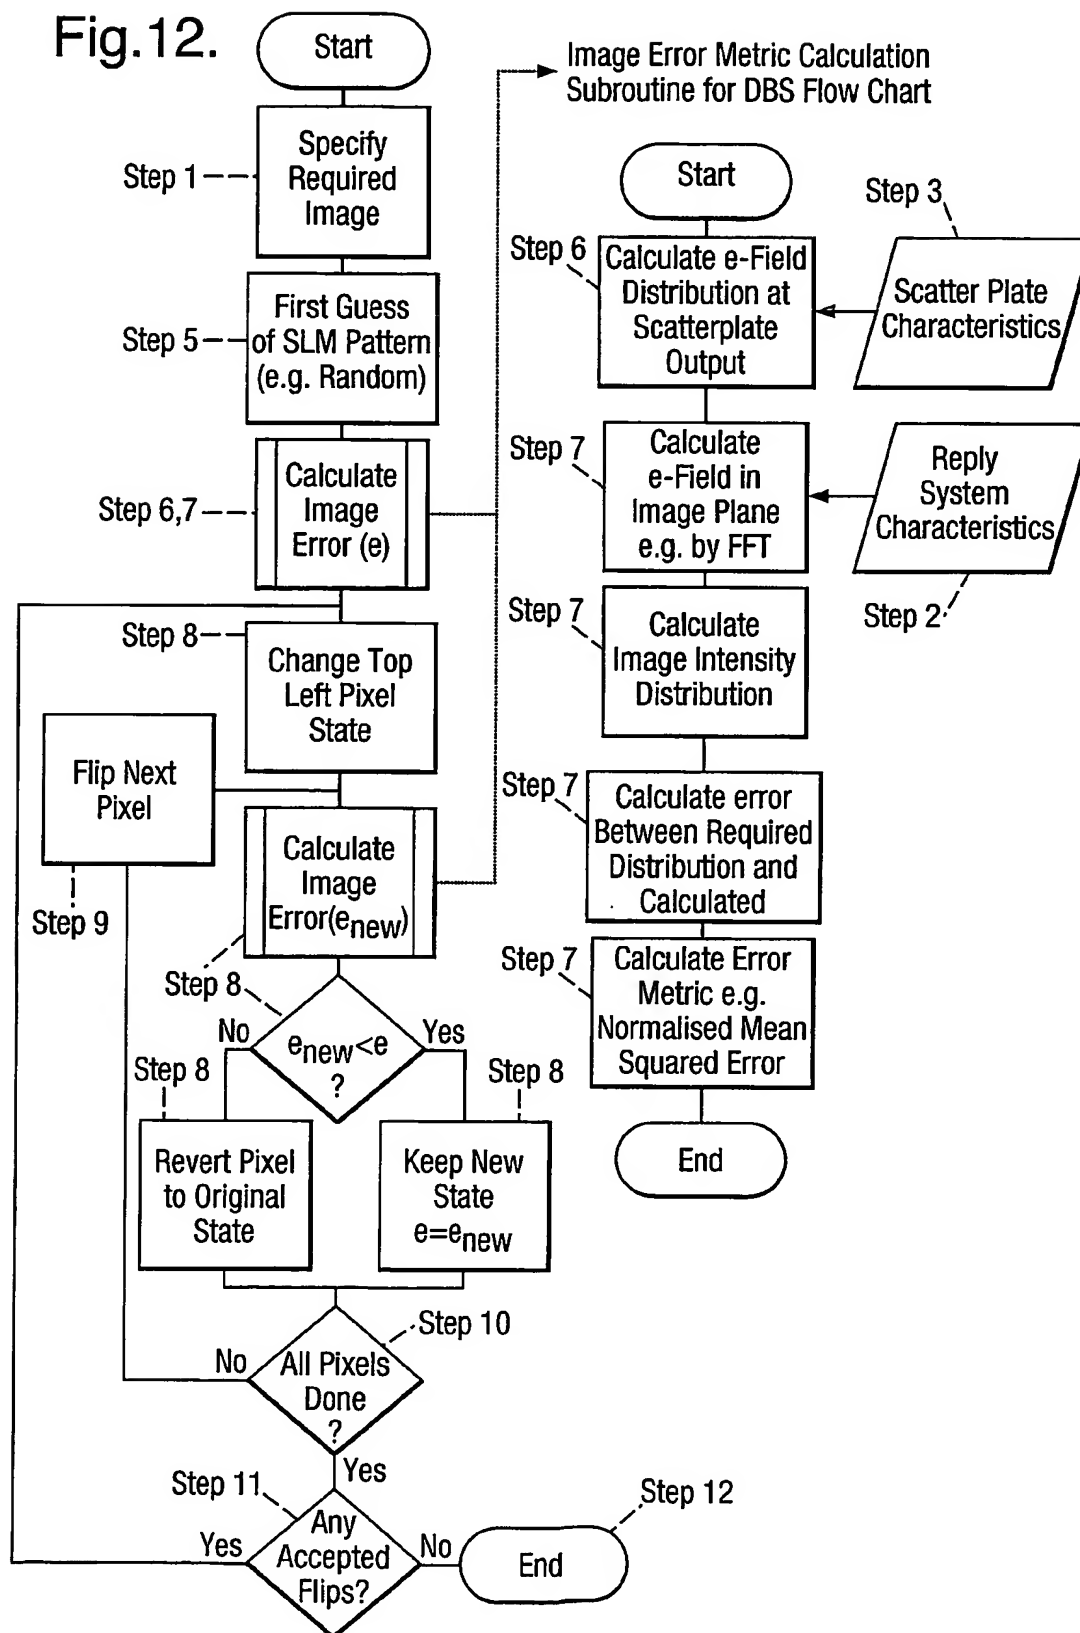 Fig.12.
Start
Specify
Required
Image
Step 1
First Guess
of SLM Pattern
(e.g. Random)
Step 5
Calculate
Image
Error (e)
Step 6,7
Step 8
Change Top
Left Pixel
State
Flip Next
Pixel
Step 9
Calculate
Image
Error(enew)
Step 8
No
enew<e
?
Yes
Step 8
Step 8
Revert Pixel
to Original
State
Keep New
State
e=enew
Step 10
No
All Pixels
Done
?
Yes
Step 11
Any
Accepted
Flips?
Yes
No
Step 12
End
Image Error Metric Calculation
Subroutine for DBS Flow Chart
Start
Step 3
Step 6
Calculate e-Field
Distribution at
Scatterplate
Output
Scatter Plate
Characteristics
Step 7
Calculate
e-Field in
Image Plane
e.g. by FFT
Reply
System
Characteristics
Step 2
Step 7
Calculate
Image Intensity
Distribution
Step 7
Calculate error
Between Required
Distribution and
Calculated
Step 7
Calculate Error
Metric e.g.
Normalised Mean
Squared Error
End